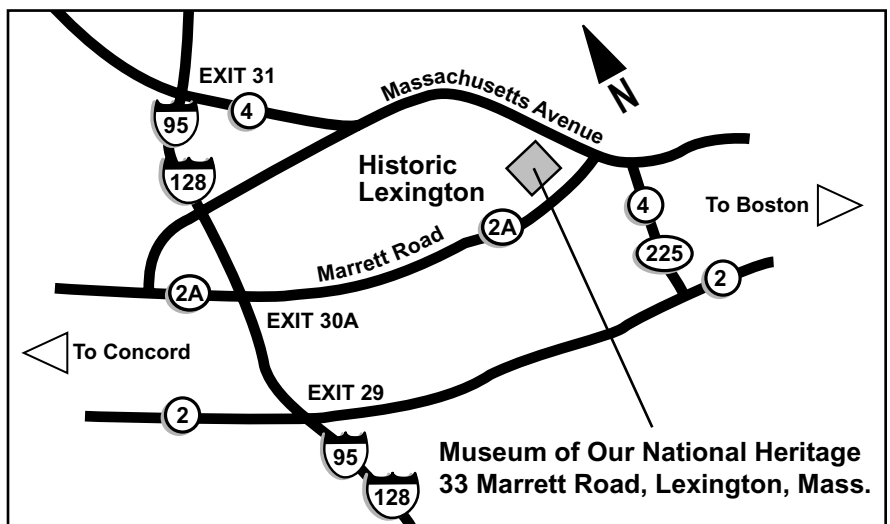 EXIT 31
4
95
128
Massachusetts Avenue
N
Historic
Lexington
4
To Boston
225
2A
Marrett Road
2
2A
EXIT 30A
To Concord
EXIT 29
2
95
128
Museum of Our National Heritage
33 Marrett Road, Lexington, Mass.